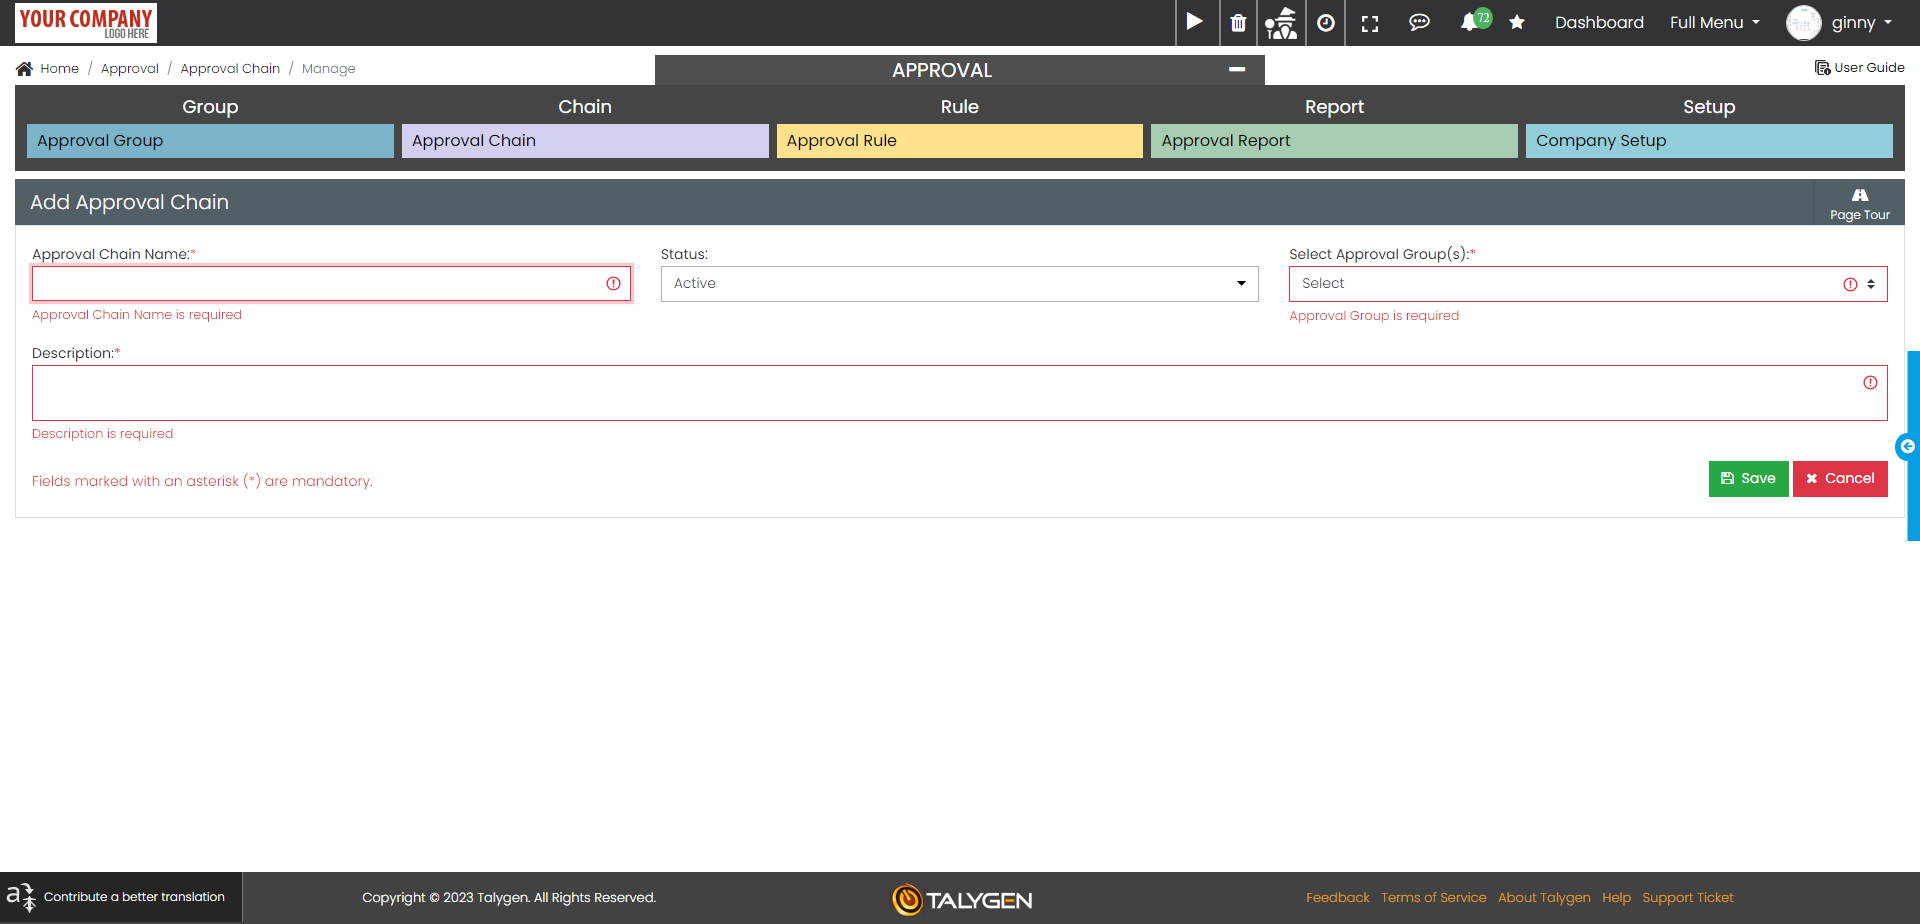 YOUR COMPANY
LOGO HERE
72
Dashboard
Full Menu
ginny
Home / Approval / Approval Chain / Manage
APPROVAL
User Guide
Group
Chain
Rule
Report
Setup
Approval Group
Approval Chain
Approval Rule
Approval Report
Company Setup
Add Approval Chain
Page Tour
Approval Chain Name:*
Status:
Select Approval Group(s):*
Active
Select
Approval Chain Name is required
Approval Group is required
Description:*
Description is required
Fields marked with an asterisk (*) are mandatory.
Save
Cancel
Contribute a better translation
Copyright © 2023 Talygen. All Rights Reserved.
TALYGEN
Feedback Terms of Service About Talygen Help Support Ticket